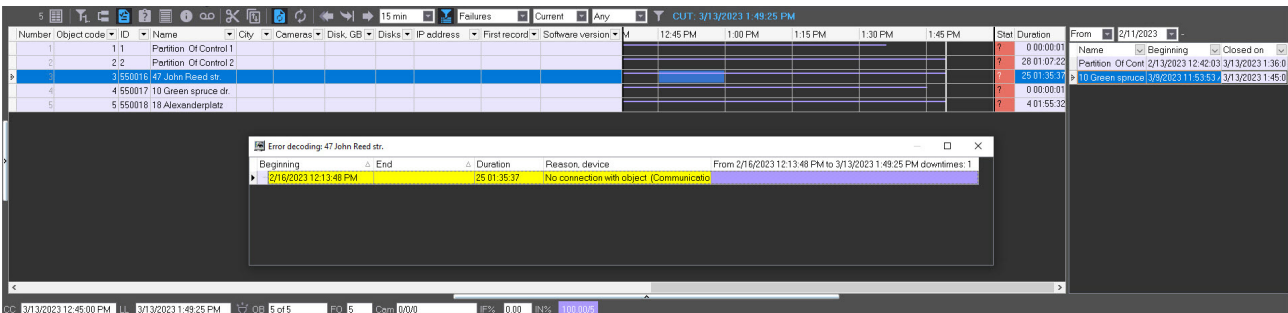 5 15 min Failures Current Any CUT: 3/13/2023 1:49:25 PM
Number Object code ID Name City Cameras Disk, GB Disks IP address First record Software version M 12:45 PM 1:00 PM 1:15 PM 1:30 PM 1:45 PM Stat Duration From 2/11/2023 -
1 1 1 Partition Of Control 1 ? 0 00:00:01 Name Beginning Closed on
2 2 2 Partition Of Control 2 ? 28 01:07:22 Partition Of Cont 2/13/2023 12:42:03 3/13/2023 1:36:0
3 3 550016 47 John Reed str. ? 25 01:35:37 10 Green spruce 3/9/2023 11:53:53 3/13/2023 1:45:0
4 4 550017 10 Green spruce dr. ? 0 00:00:01
5 5 550018 18 Alexanderplatz ? 4 01:55:32
Error decoding: 47 John Reed str.
Beginning End Duration Reason, device From 2/16/2023 12:13:48 PM to 3/13/2023 1:49:25 PM downtimes: 1
2/16/2023 12:13:48 PM 25 01:35:37 No connection with object (Communicatio
CC 3/13/2023 12:45:00 PM LL 3/13/2023 1:49:25 PM OB 5 of 5 FO 5 Cam 0/0/0 IF% 0.00 IN% 100.00/5